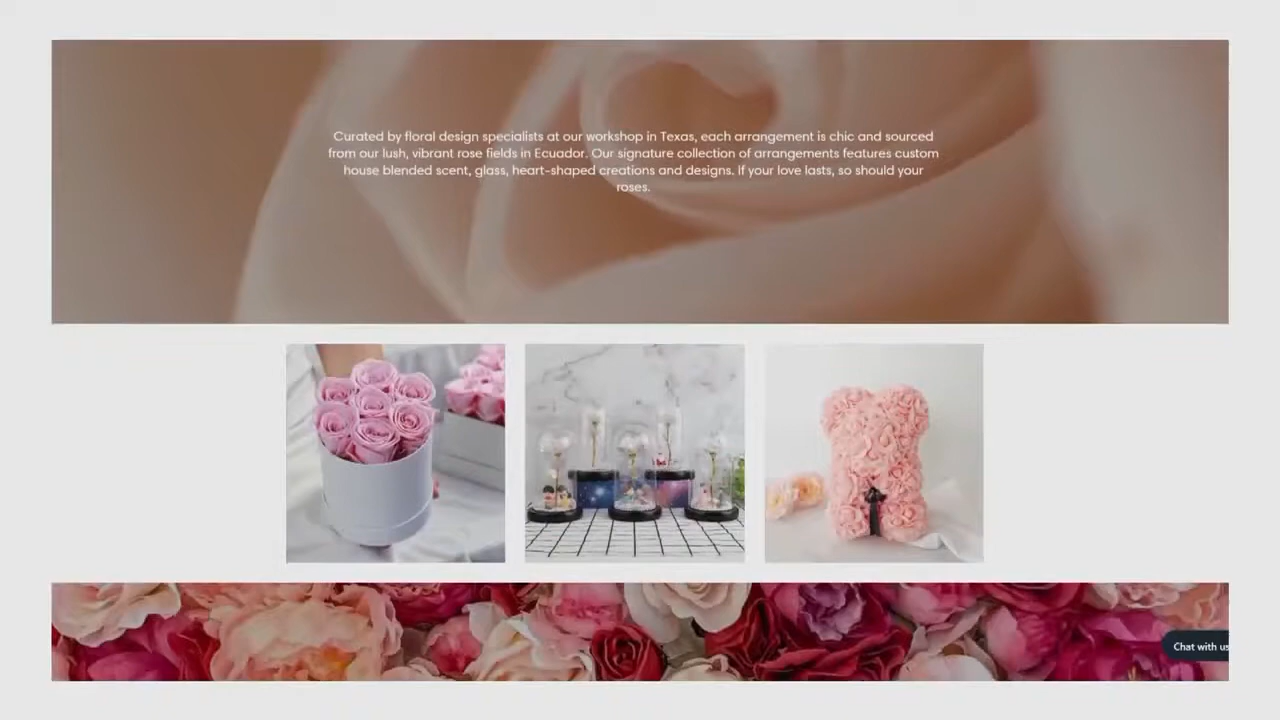 Curated by floral design specialists at our workshop in Texas, each arrangement is chic and sourced
from our lush, vibrant rose fields in Ecuador. Our signature collection of arrangements features custom
house blended scent, glass, heart-shaped creations and designs. If your love lasts, so should your
roses.
Chat with us